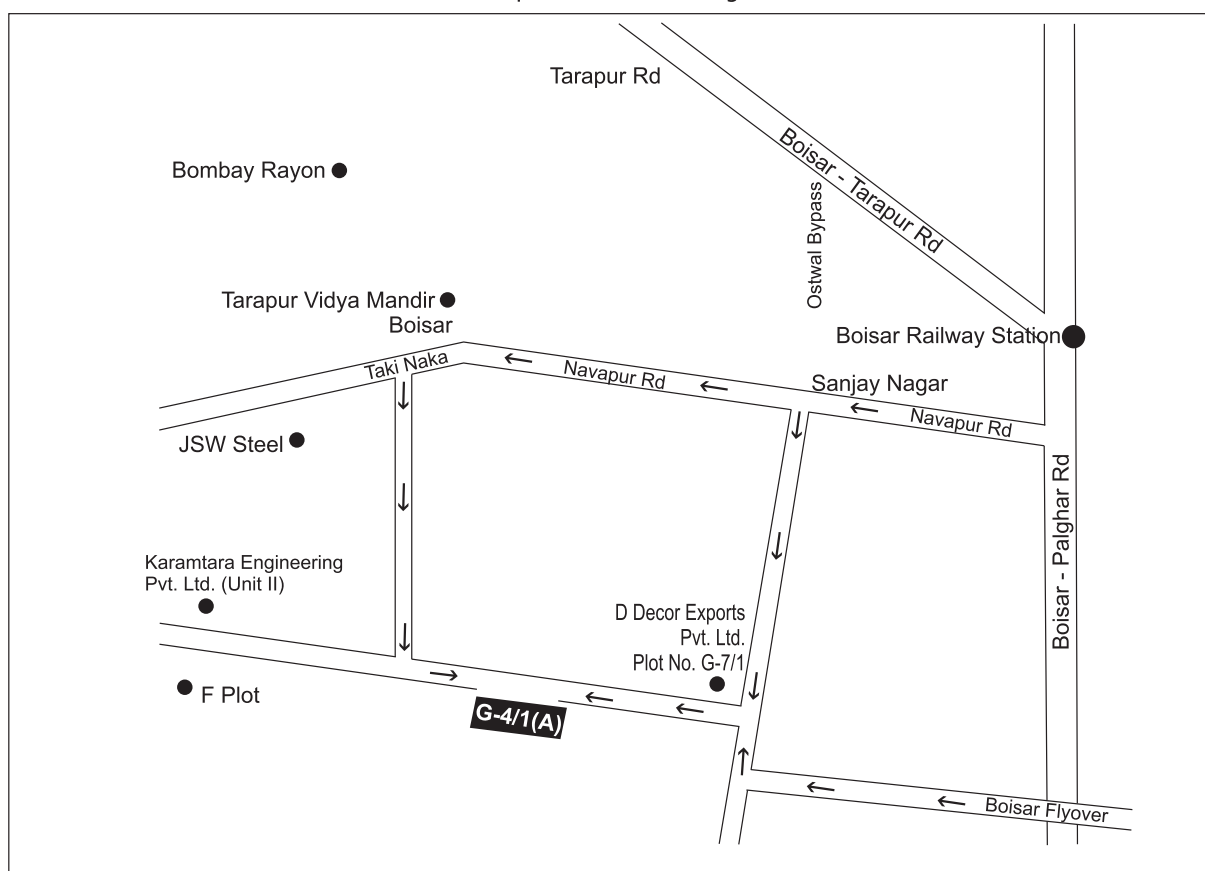 Tarapur Rd
Boisar - Tarapur Rd
Bombay Rayon
Ostwal Bypass
Tarapur Vidya Mandir
Boisar
Boisar Railway Station
Taki Naka
Navapur Rd
Sanjay Nagar
Navapur Rd
JSW Steel
Boisar - Palghar Rd
Karamtara Engineering
Pvt. Ltd. (Unit II)
D Decor Exports
Pvt. Ltd.
Plot No. G-7/1
F Plot
G-4/1(A)
Boisar Flyover